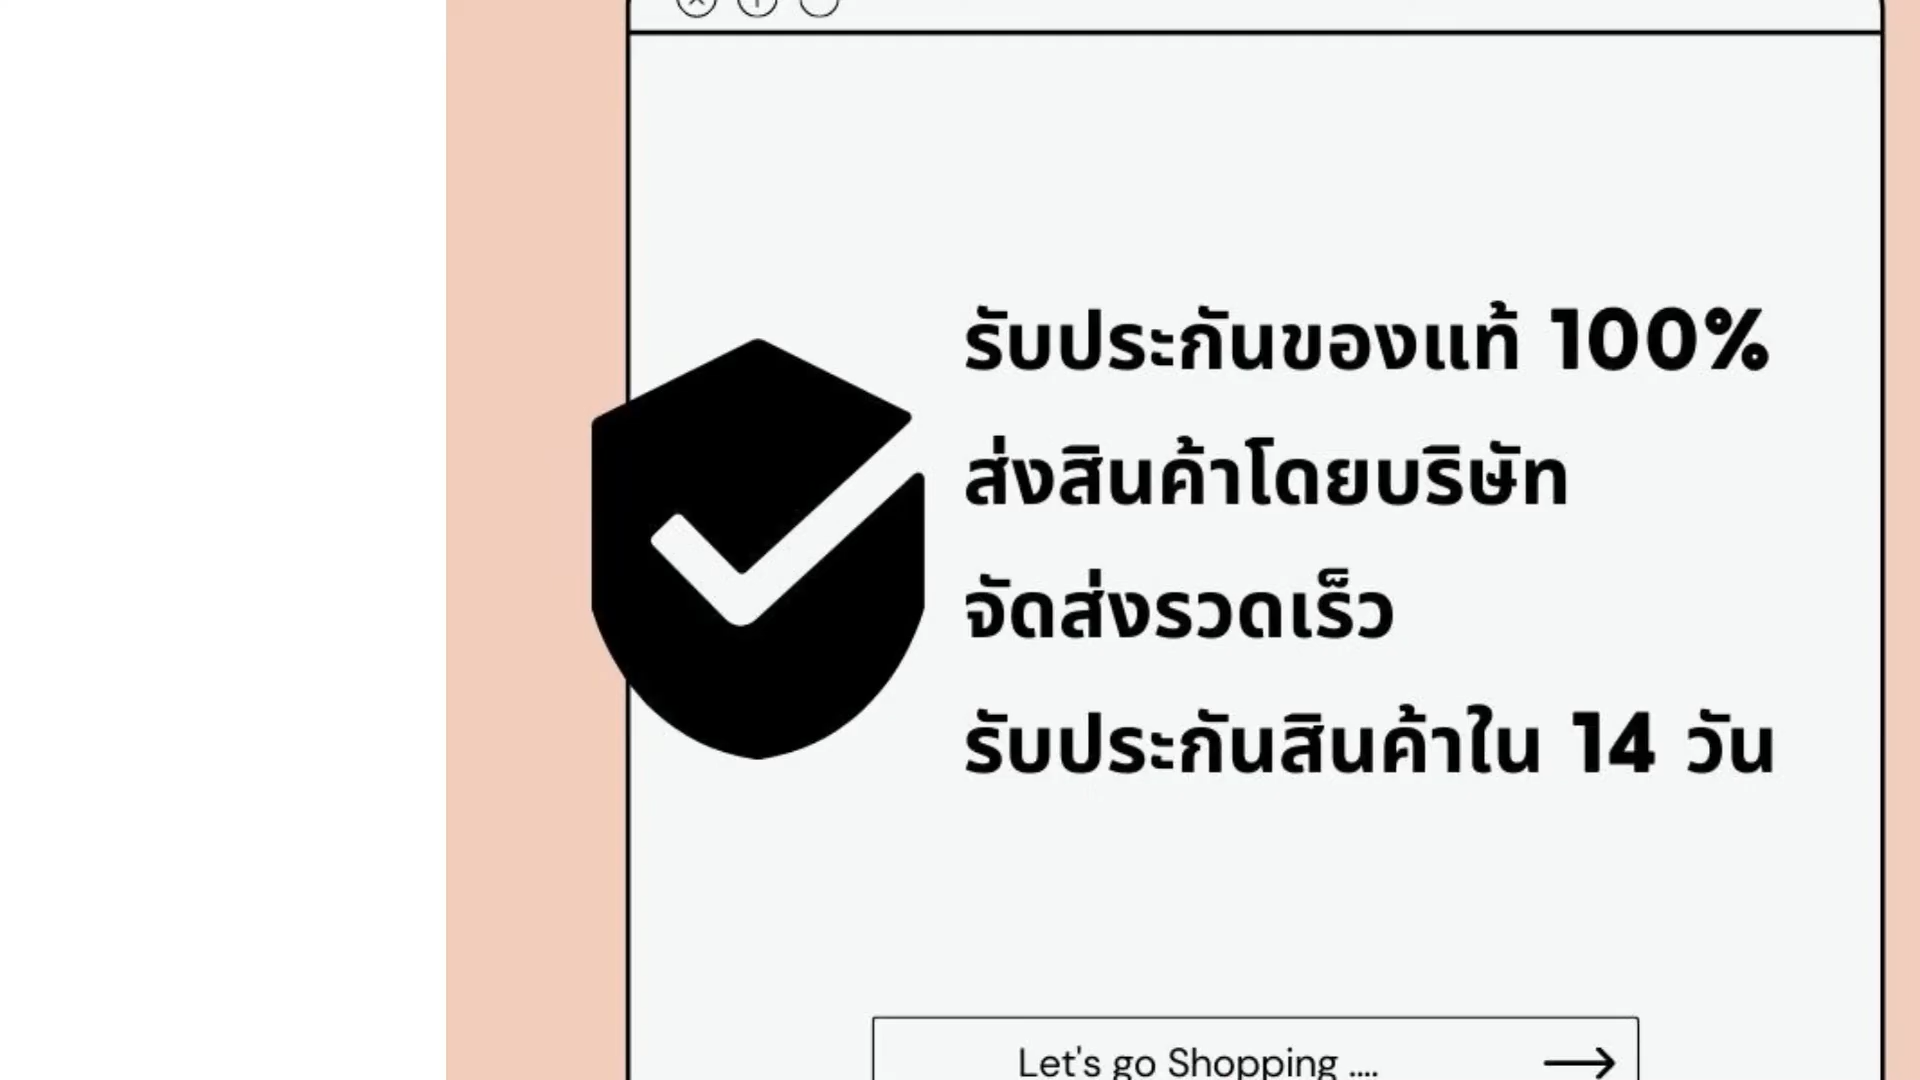 รับประกันของแท้ 100%
ส่งสินค้าโดยบริษัท
จัดส่งรวดเร็ว
รับประกันสินค้าใน 14 วัน
Let's go Shopping ....